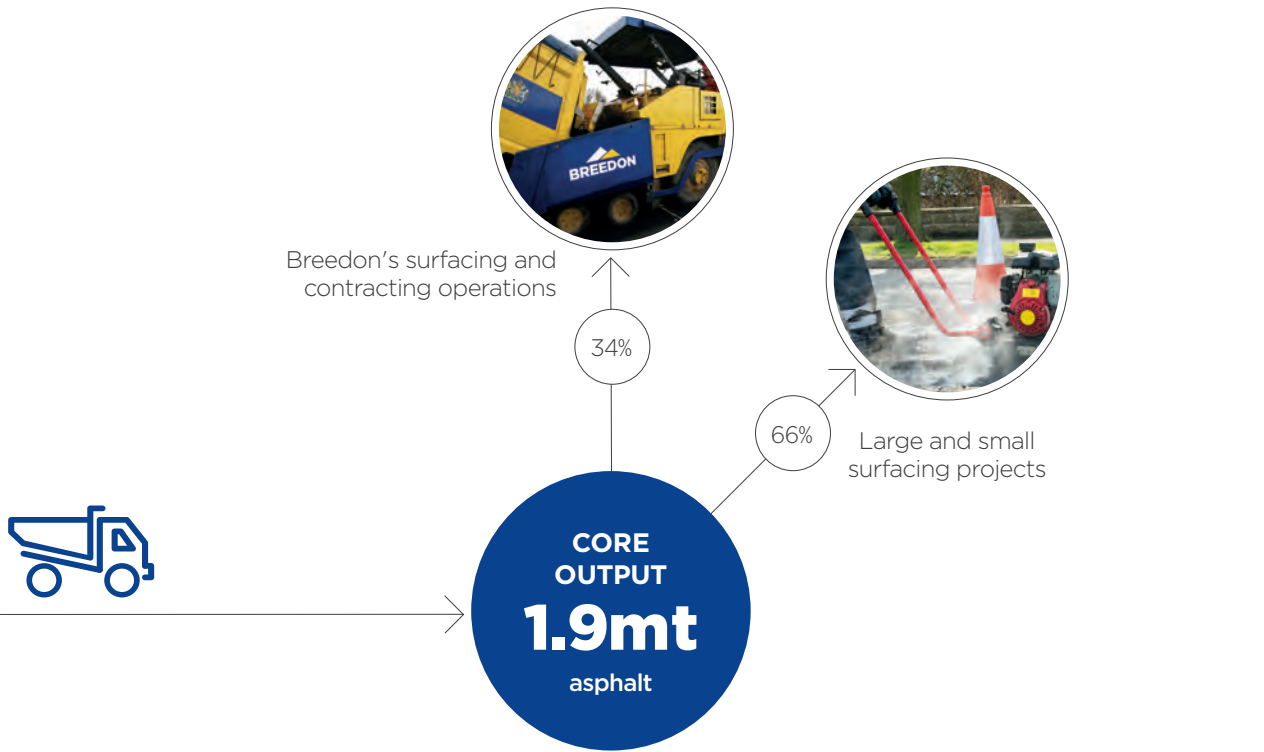 BREEDON
Breedon's surfacing and
contracting operations
34%
66%
Large and small
surfacing projects
CORE
OUTPUT
1.9mt
asphalt